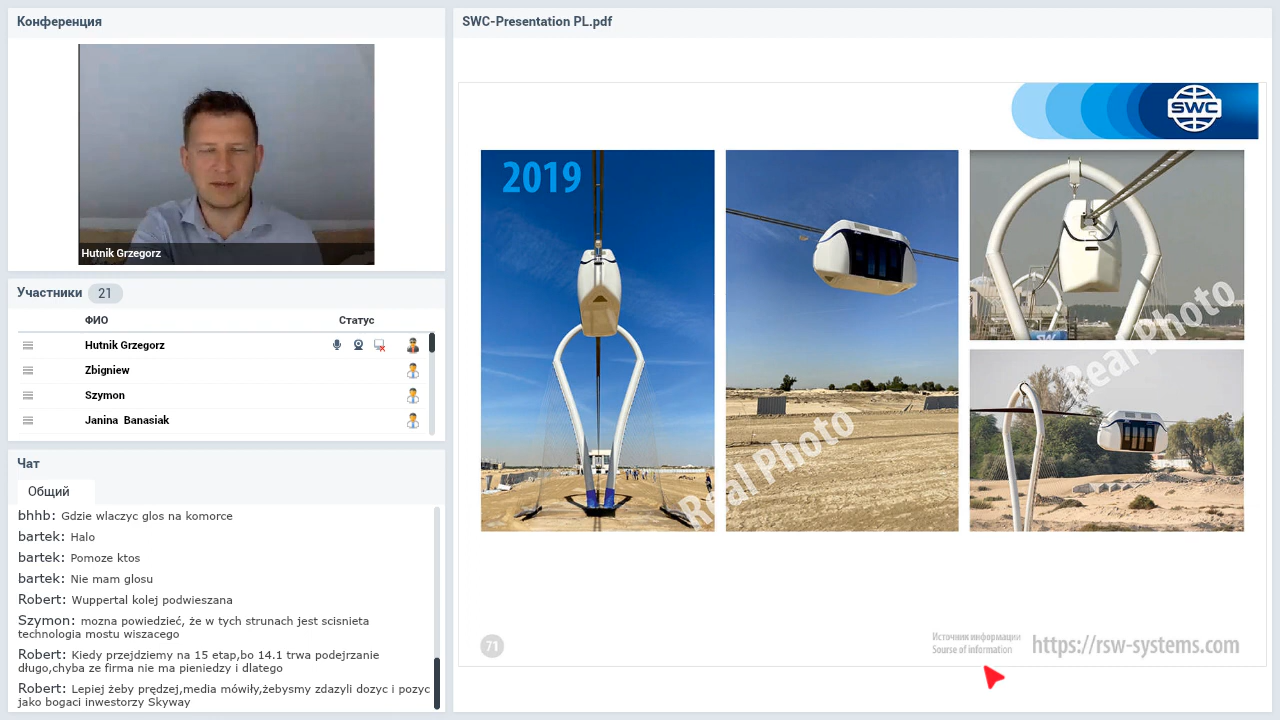 Конференция
Hutnik Grzegorz
Участники 21
ФИО Статус
Hutnik Grzegorz
Zbigniew
Szymon
Janina Banasiak
Чат
Общий
bhhb: Gdzie wlaczyc glos na komorce
bartek: Halo
bartek: Pomoze ktos
bartek: Nie mam glosu
Robert: Wuppertal kolej podwieszana
Szymon: mozna powiedzieć, że w tych strunach jest scisnieta
technologia mostu wiszacego
Robert: Kiedy przejdziemy na 15 etap,bo 14.1 trwa podejrzanie
długo,chyba ze firma nie ma pieniedzy i dlatego
Robert: Lepiej żeby prędzej,media mówiły,żebysmy zdazyli dozyc i pozyc
jako bogaci inwestorzy Skyway
SWC-Presentation PL.pdf
SWC
2019
Real Photo
Real Photo
71
Источник информации
Sourse of information
https://rsw-systems.com